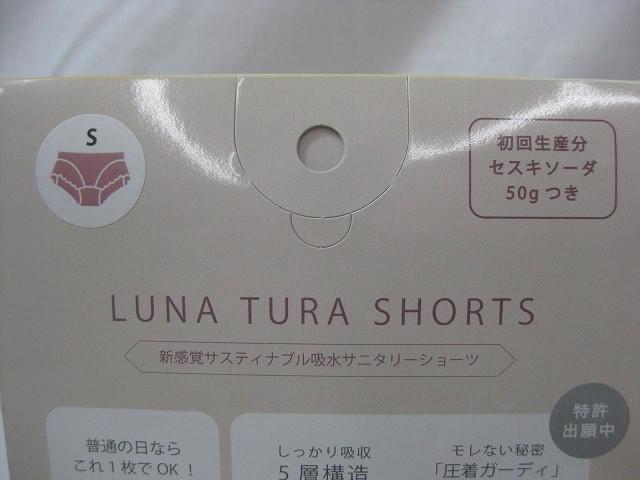 S
初回生産分
セスキソーダ
50gつき
LUNA TURA SHORTS
新感覚サスティナブル吸水サニタリーショーツ
特許
出願中
普通の日なら
これ1枚でOK！
しっかり吸収
5層構造
モレない秘密
「圧着ガーディ」